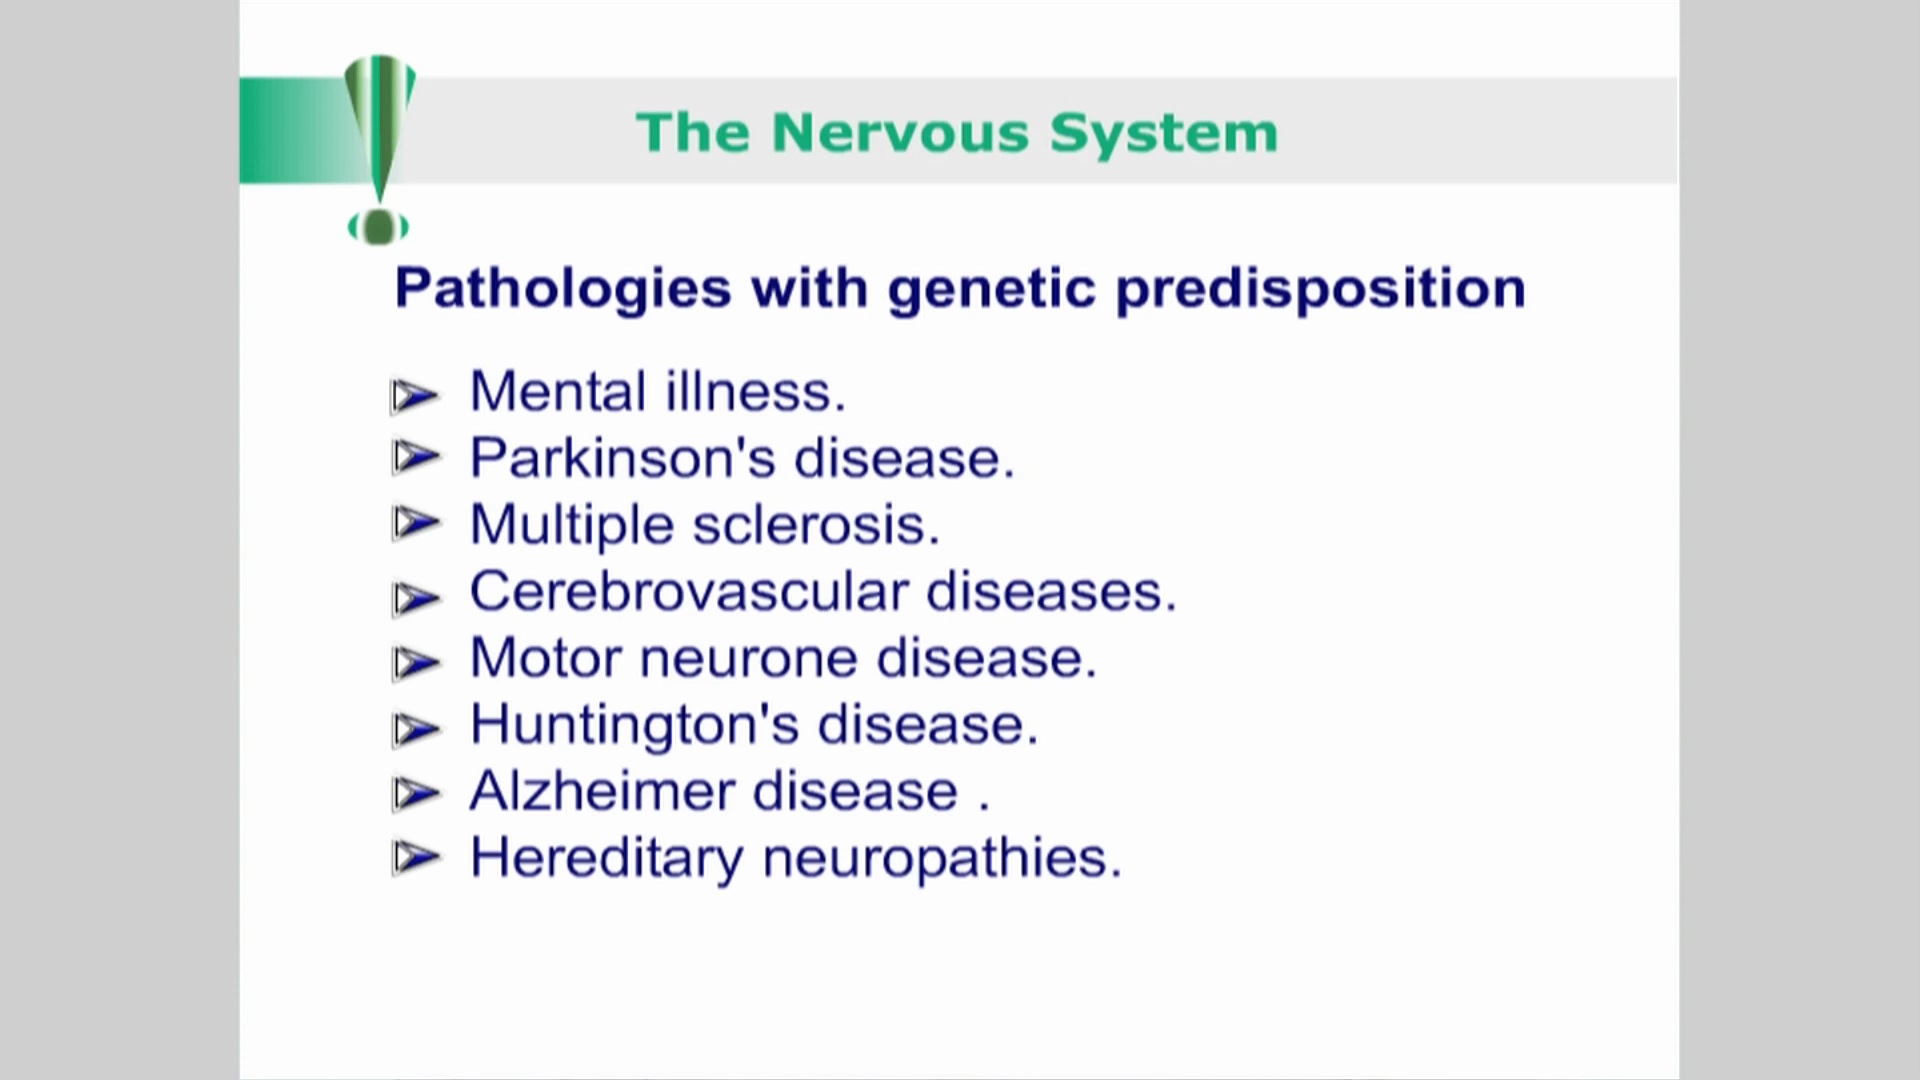 The Nervous System
Pathologies with genetic predisposition
Mental illness.
Parkinson's disease.
Multiple sclerosis.
Cerebrovascular diseases.
Motor neurone disease.
Huntington's disease.
Alzheimer disease .
Hereditary neuropathies.